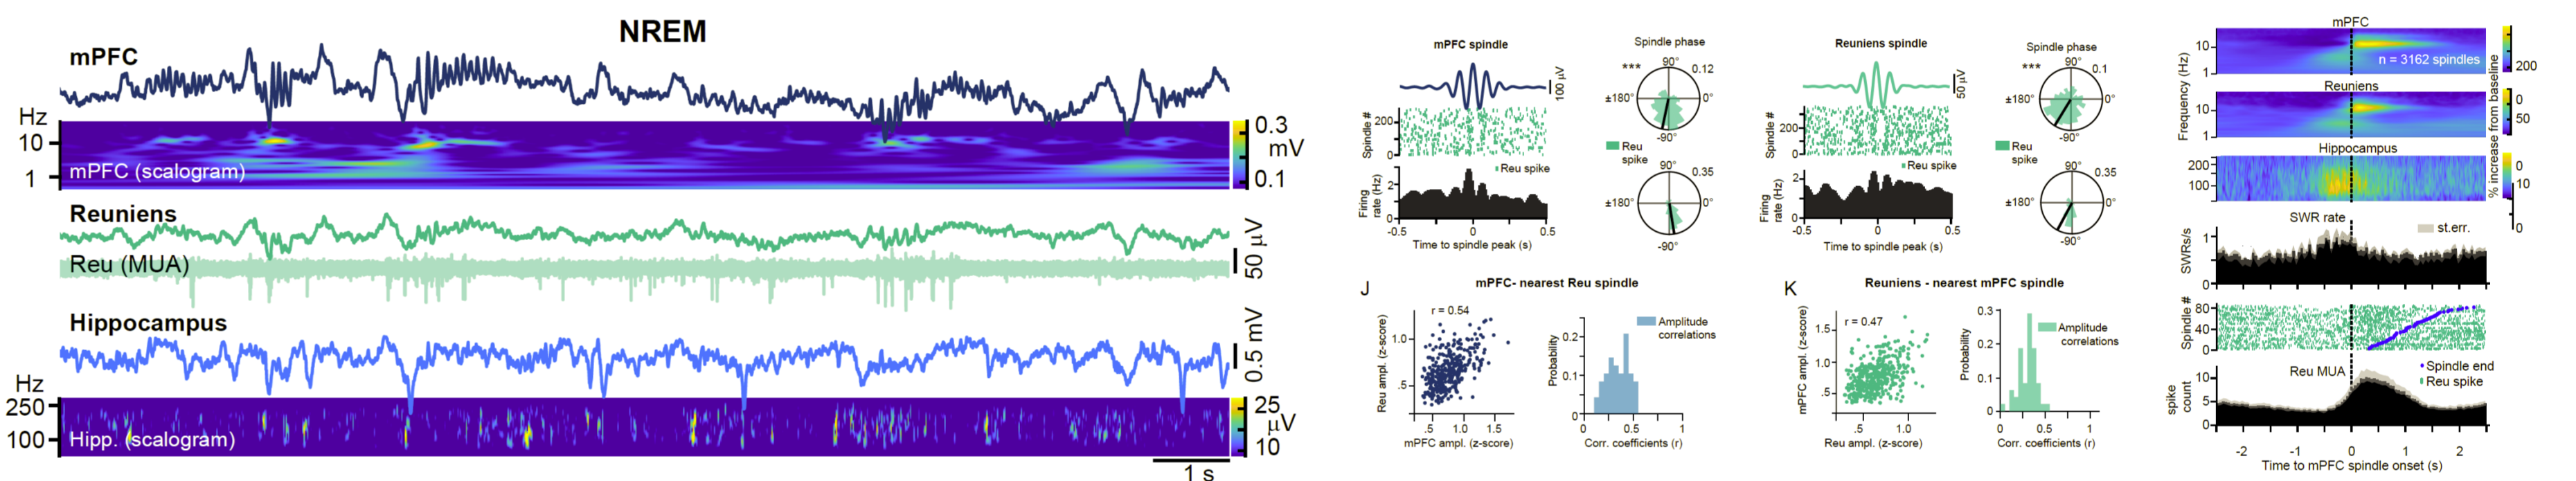 NREM
mPFC
Hz
10
1
mPFC (scalogram)
0.3
mV
0.1
Reuniens
Reu (MUA)
50 µV
Hippocampus
0.5 mV
Hz
250
100
Hipp. (scalogram)
25
µV
10
1 s
mPFC spindle
100 µV
Spindle #
200
0
Reu spike
Firing
rate (Hz)
2
0
-0.5 0 0.5
Time to spindle peak (s)
Spindle phase
***
90°
0.12
±180°
0°
-90°
Reu
spike
90°
0.35
±180°
0°
-90°
Reuniens spindle
50 µV
Spindle #
200
0
Reu spike
Firing
rate (Hz)
2
0
-0.5 0 0.5
Time to spindle peak (s)
Spindle phase
***
90°
0.1
±180°
0°
-90°
Reu
spike
90°
0.35
±180°
0°
-90°
J
mPFC- nearest Reu spindle
r = 0.54
Reu ampl. (z-score)
1.0
.5
.5 1.0 1.5
mPFC ampl. (z-score)
Probability
0.2
0.1
0
0 0.5 1
Corr. coefficients (r)
Amplitude
correlations
K
Reuniens - nearest mPFC spindle
r = 0.47
mPFC ampl. (z-score)
1.5
1.0
.5
.5 1.0
Reu ampl. (z-score)
Probability
0.3
0.2
0.1
0
0 0.5 1
Corr. coefficients (r)
Amplitude
correlations
mPFC
Frequency (Hz)
10
1
n = 3162 spindles
200
Reuniens
10
1
0
50
Hippocampus
200
100
0
10
0
% increase from baseline
SWR rate
st.err.
SWRs/s
1
0
Spindle #
80
40
0
Spindle end
Reu spike
Reu MUA
spike
count
10
5
0
-2 -1 0 1 2
Time to mPFC spindle onset (s)